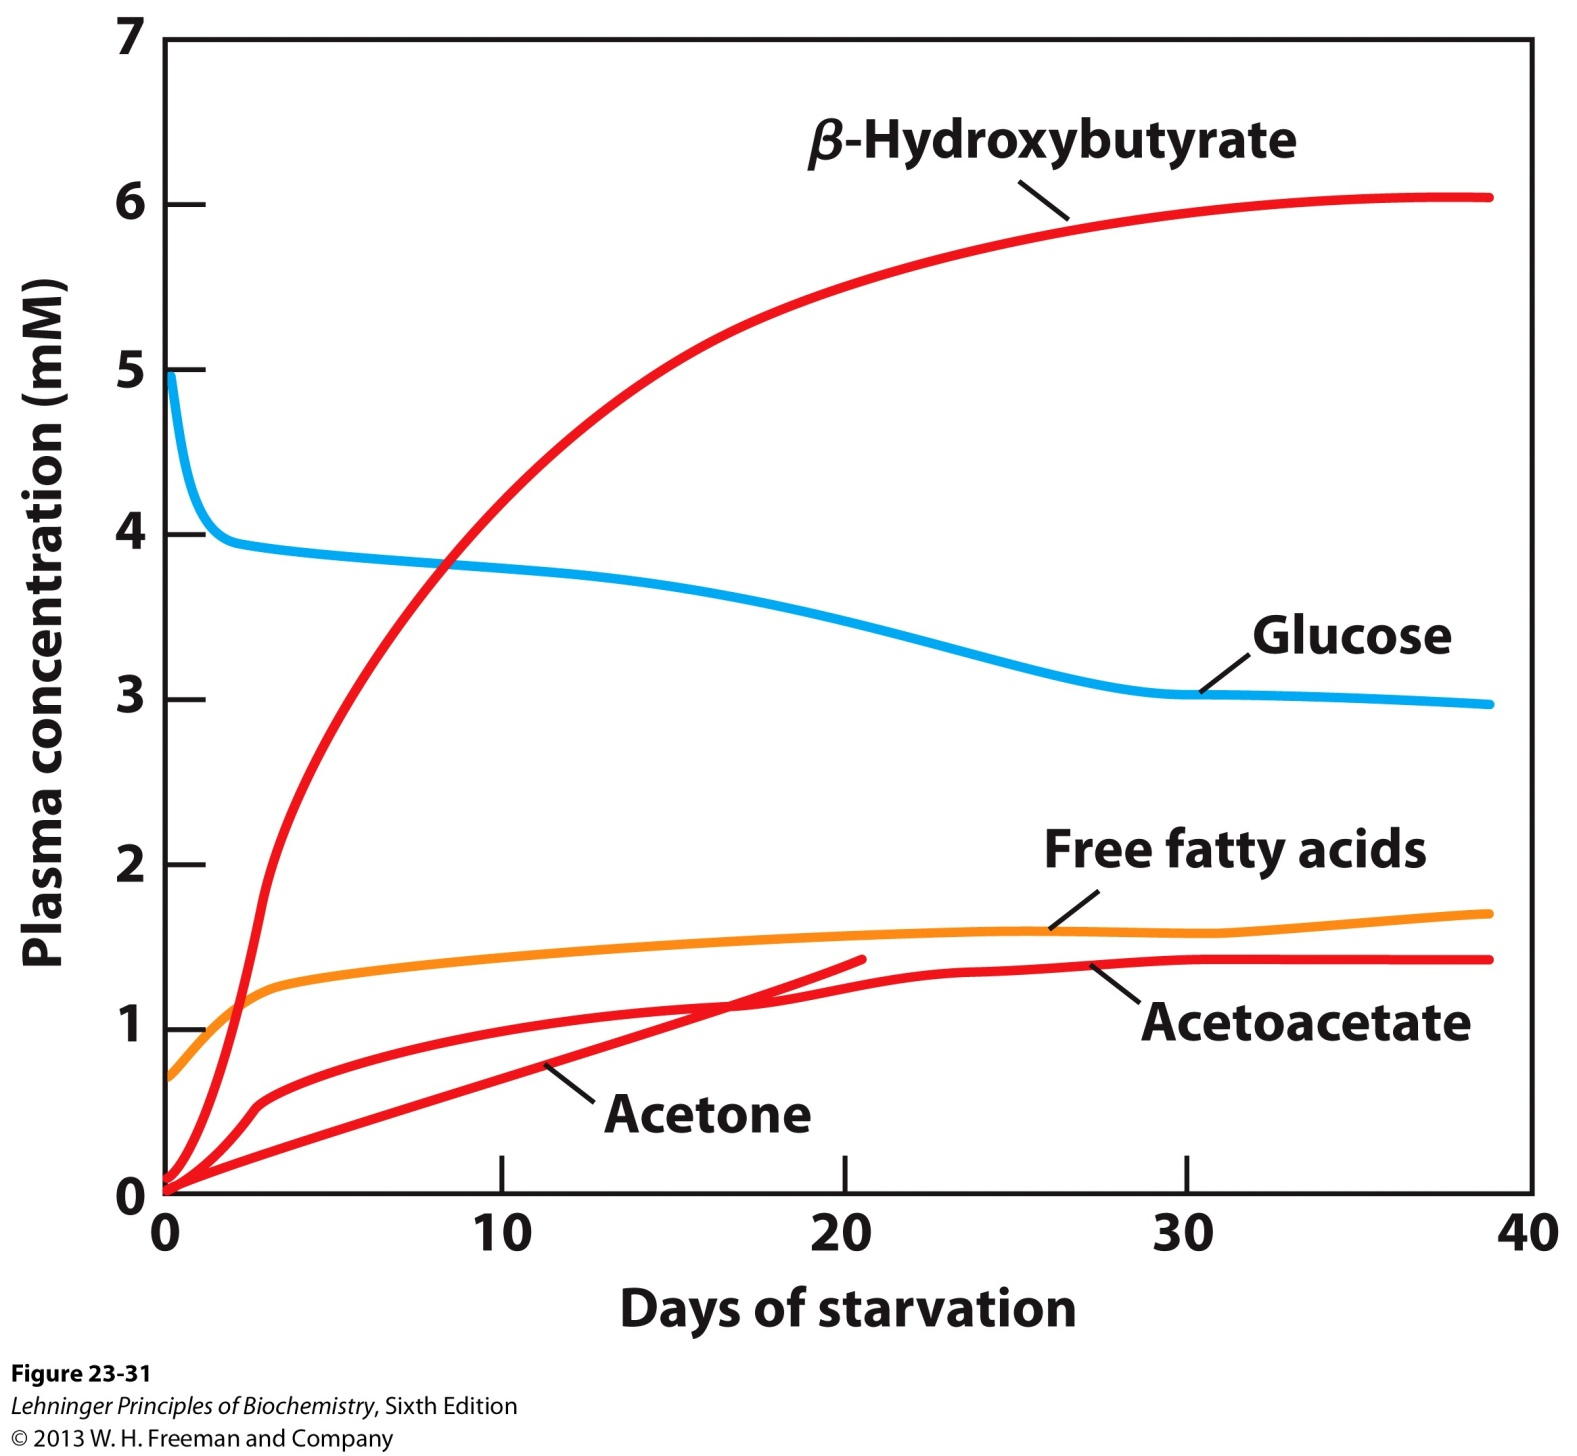 7
β-Hydroxybutyrate
6
5
4
Glucose
3
Free fatty acids
2
Acetoacetate
1
Acetone
0
0 10 20 30 40
Plasma concentration (mM)
Days of starvation
Figure 23-31
Lehninger Principles of Biochemistry, Sixth Edition
© 2013 W. H. Freeman and Company